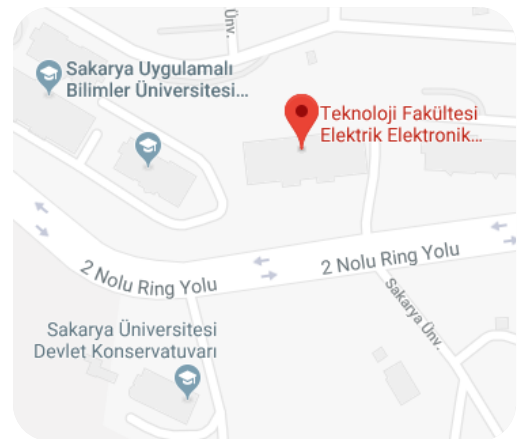 Ünv.
Sakarya Uygulamalı
Bilimler Üniversitesi...
Teknoloji Fakültesi
Elektrik Elektronik...
2 Nolu Ring Yolu
2 Nolu Ring Yolu
Sakarya Ünv.
Sakarya Üniversitesi
Devlet Konservatuvarı